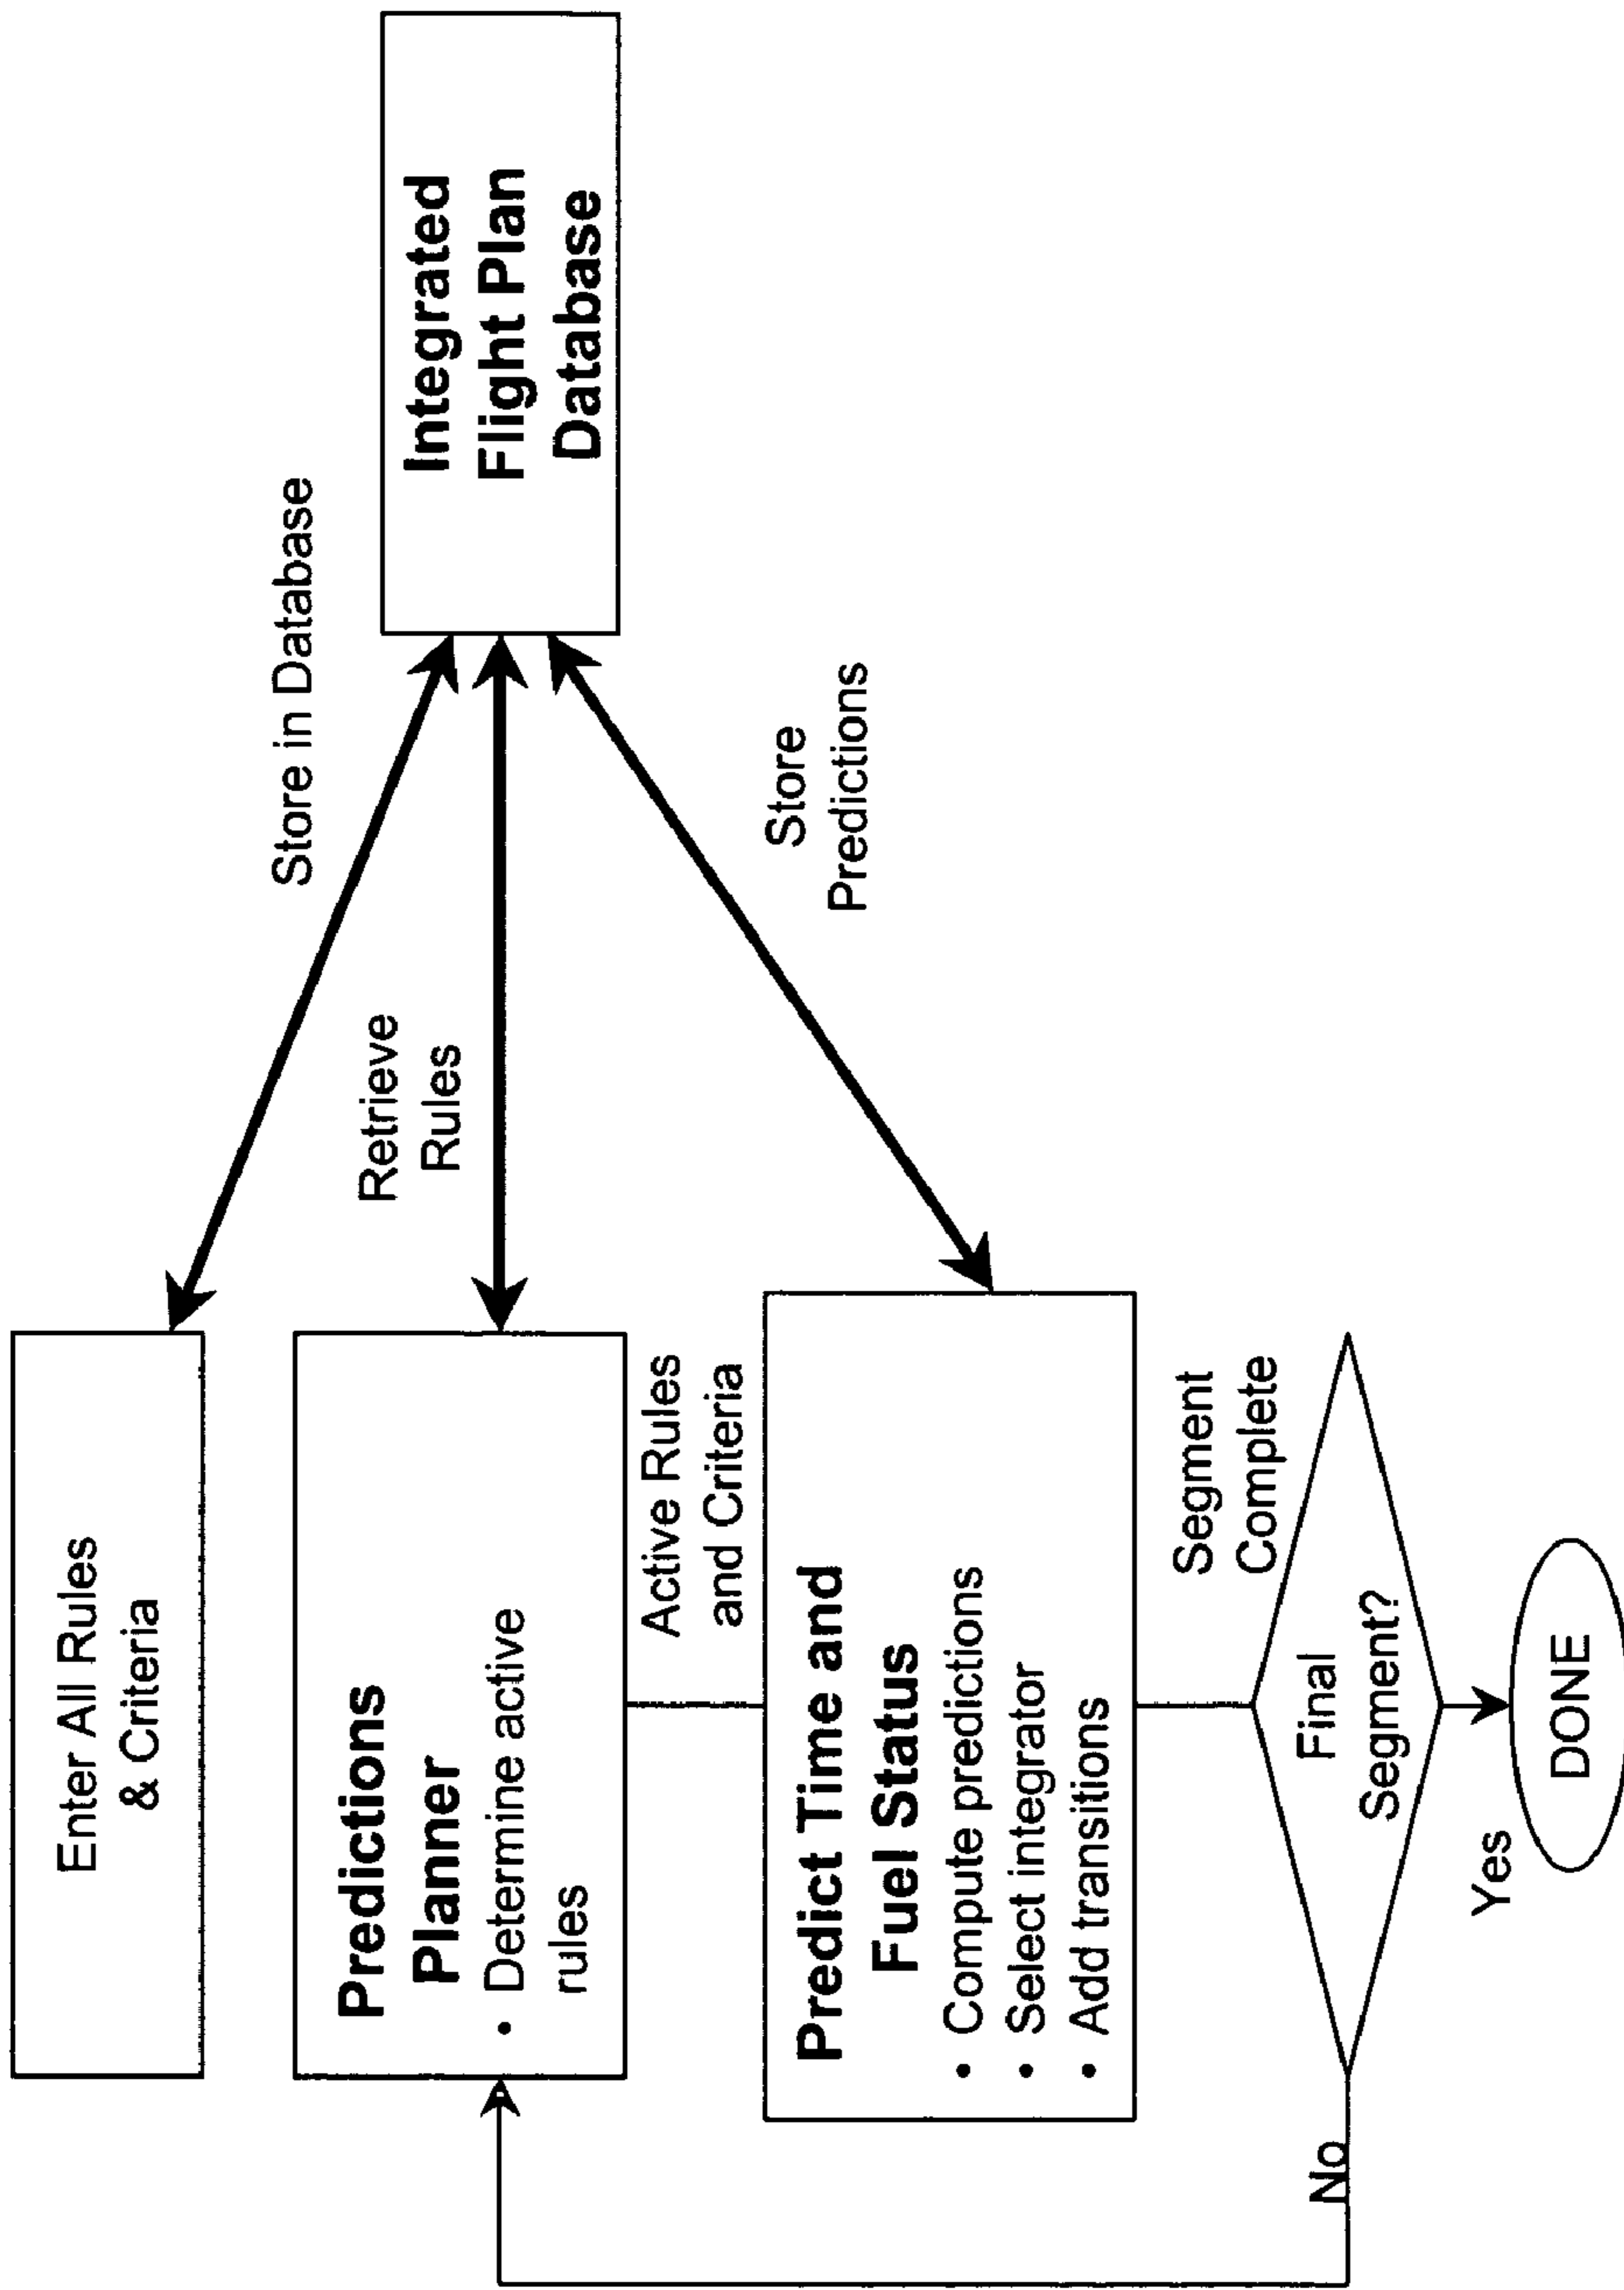 Enter All Rules
& Criteria
Store in Database
Integrated
Flight Plan
Database
Retrieve
Rules
Predictions
Planner
• Determine active
rules
Active Rules
and Criteria
Store
Predictions
Predict Time and
Fuel Status
• Compute predictions
• Select integrator
• Add transitions
Segment
Complete
Final
Segment?
No
Yes
DONE